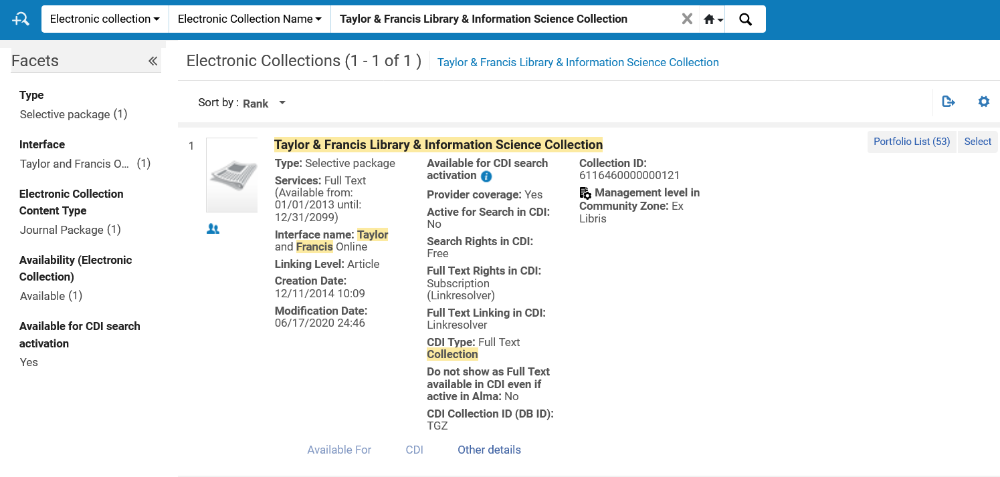 Electronic collection
Electronic Collection Name
Taylor & Francis Library & Information Science Collection
Facets
Type
Selective package (1)
Interface
Taylor and Francis O... (1)
Electronic Collection
Content Type
Journal Package (1)
Availability (Electronic
Collection)
Available (1)
Available for CDI search
activation
Yes
Electronic Collections (1 - 1 of 1 )
Taylor & Francis Library & Information Science Collection
Sort by : Rank
1
Taylor & Francis Library & Information Science Collection
Portfolio List (53)
Select
Type: Selective package
Services: Full Text
(Available from:
01/01/2013 until:
12/31/2099)
Interface name: Taylor
and Francis Online
Linking Level: Article
Creation Date:
12/11/2014 10:09
Modification Date:
06/17/2020 24:46
Available for CDI search
activation i
Provider coverage: Yes
Active for Search in CDI:
No
Search Rights in CDI:
Free
Full Text Rights in CDI:
Subscription
(Linkresolver)
Full Text Linking in CDI:
Linkresolver
CDI Type: Full Text
Collection
Do not show as Full Text
available in CDI even if
active in Alma: No
CDI Collection ID (DB ID):
TGZ
Collection ID:
6116460000000121
Management level in
Community Zone: Ex
Libris
Available For
CDI
Other details